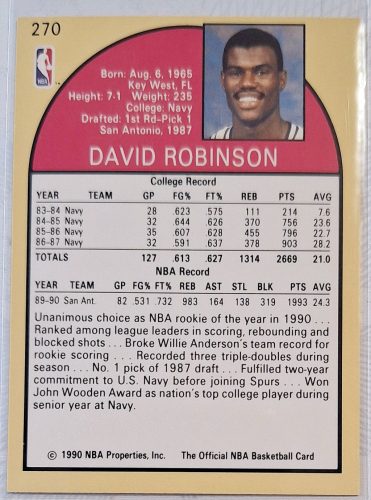 270
NBA
Born: Aug. 6, 1965
Key West, FL
Height: 7-1 Weight: 235
College: Navy
Drafted: 1st Rd-Pick 1
San Antonio, 1987
DAVID ROBINSON
College Record
YEAR TEAM GP FG% FT% REB PTS AVG
83-84 Navy 28 .623 .575 111 214 7.6
84-85 Navy 32 .644 .626 370 756 23.6
85-86 Navy 35 .607 .628 455 796 22.7
86-87 Navy 32 .591 .637 378 903 28.2
TOTALS 127 .613 .627 1314 2669 21.0
NBA Record
YEAR TEAM GP FG% FT% REB AST STL BLK PTS AVG
89-90 San Ant. 82 .531 .732 983 164 138 319 1993 24.3
Unanimous choice as NBA rookie of the year in 1990 . . .
Ranked among league leaders in scoring, rebounding and
blocked shots . . . Broke Willie Anderson's team record for
rookie scoring . . . Recorded three triple-doubles during
season . . . No. 1 pick of 1987 draft . . . Fulfilled two-year
commitment to U.S. Navy before joining Spurs . . . Won
John Wooden Award as nation's top college player during
senior year at Navy.
© 1990 NBA Properties, Inc. The Official NBA Basketball Card